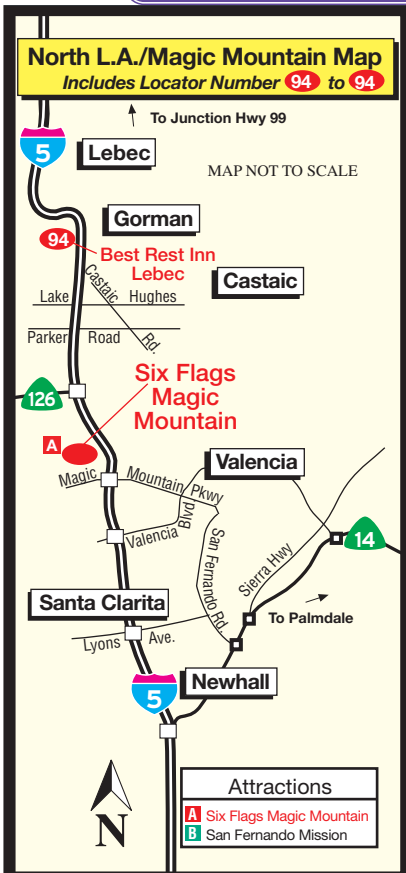 North L.A./Magic Mountain Map
Includes Locator Number 94 to 94
To Junction Hwy 99
5
Lebec
MAP NOT TO SCALE
Gorman
94
Best Rest Inn
Lebec
Castaic
Castaic Rd.
Lake Hughes
Parker Road
126
Six Flags
Magic
Mountain
A
Magic Mountain Pkwy
Valencia
Valencia Blvd
San Fernando Rd.
Sierra Hwy
14
Santa Clarita
To Palmdale
Lyons Ave.
Newhall
5
N
Attractions
A Six Flags Magic Mountain
B San Fernando Mission